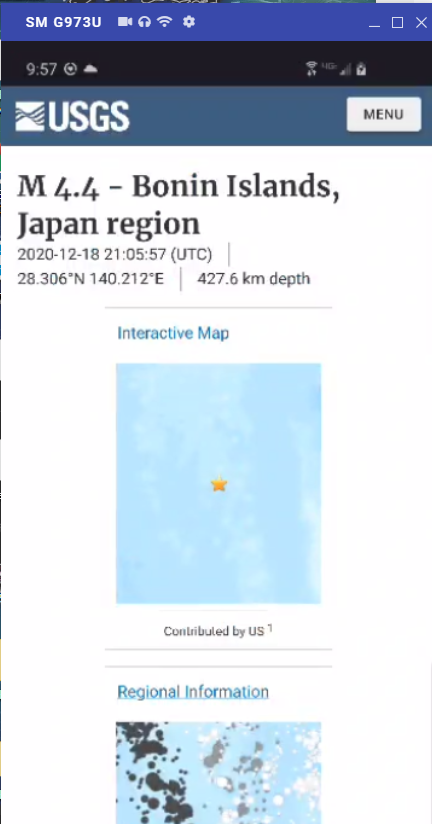 SM G973U
9:57
4GE
USGS
MENU
M 4.4 - Bonin Islands,
Japan region
2020-12-18 21:05:57 (UTC)
28.306°N 140.212°E
427.6 km depth
Interactive Map
Contributed by US 1
Regional Information